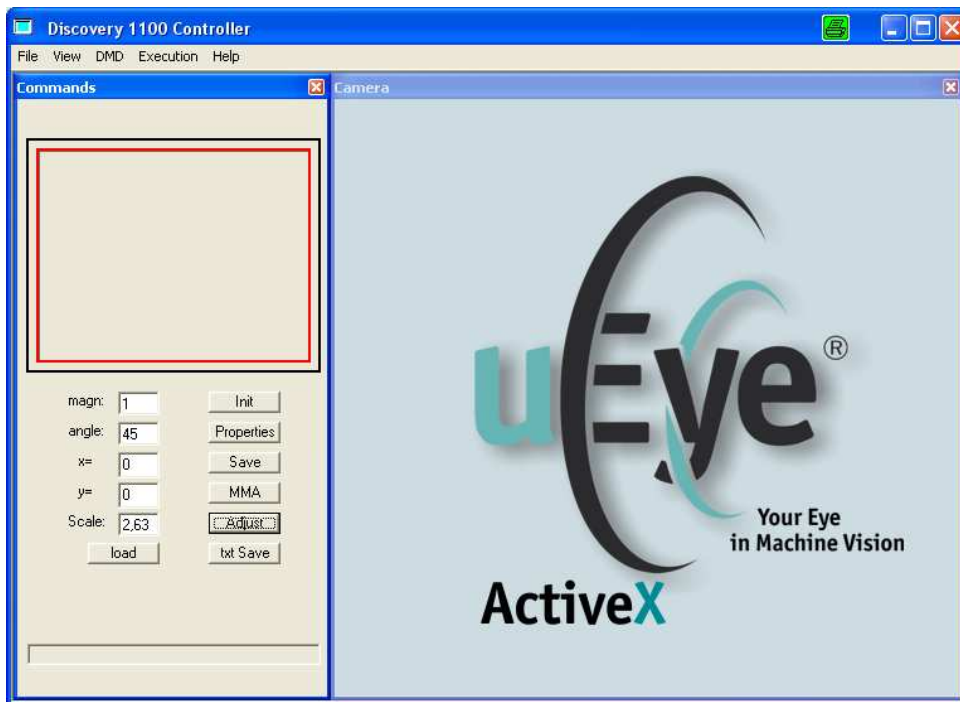 Discovery 1100 Controller
File View DMD Execution Help
Commands
Camera
magn: 1 Init
angle: 45 Properties
x= 0 Save
y= 0 MMA
Scale: 2,63 Adjust
load txt Save
uEye®
Your Eye
in Machine Vision
ActiveX